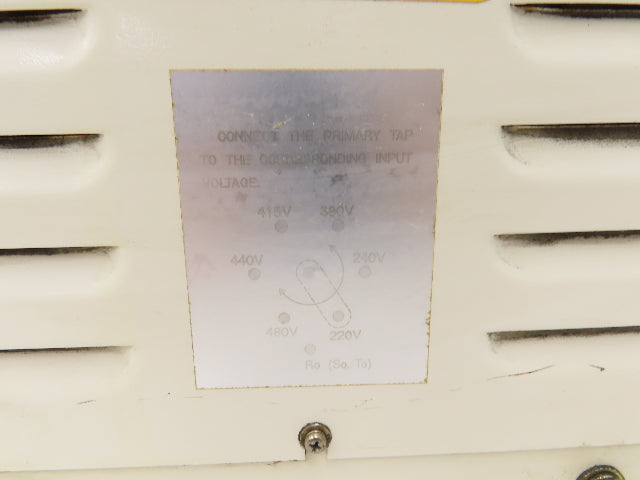 CONNECT THE PRIMARY TAP
TO THE CORRESPONDING INPUT
VOLTAGE.
415V 380V
440V 240V
480V 220V
Ro (So, To)